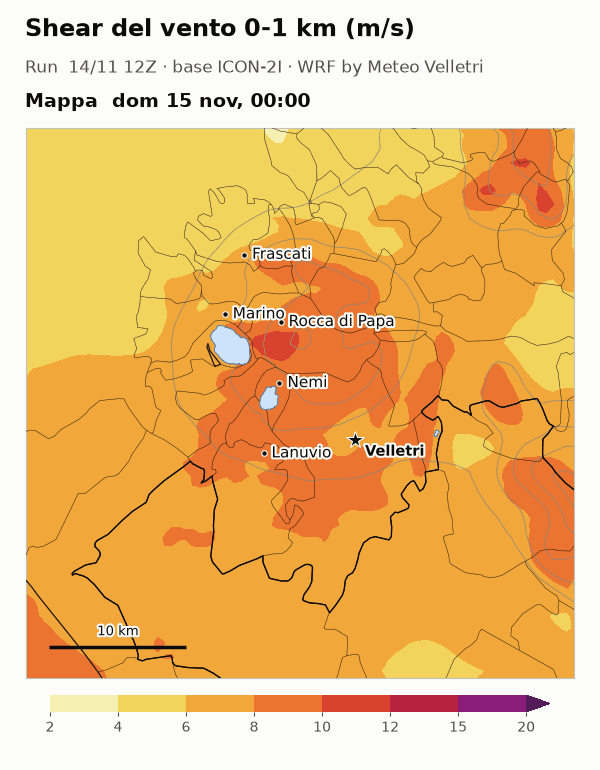 Shear del vento 0-1 km (m/s)
Run  14/11 12Z · base ICON-2I · WRF by Meteo Velletri
Mappa  dom 15 nov, 00:00
Frascati
Marino
Rocca di Papa
Nemi
Velletri
Lanuvio
10 km
2 4 6 8 10 12 15 20